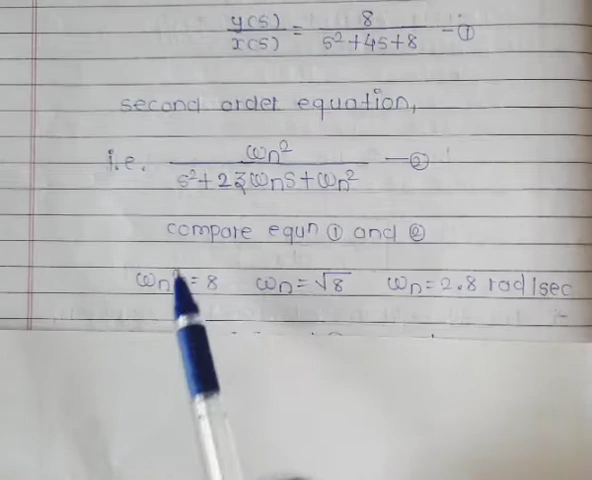 y(s)/x(s) = 8/(s²+4s+8) —①
second order equation,
i.e. ωn²/(s²+2ξωns+ωn²) —②
compare equn ① and ②
ωn² = 8 ωn = √8 ωn = 2.8 rad/sec